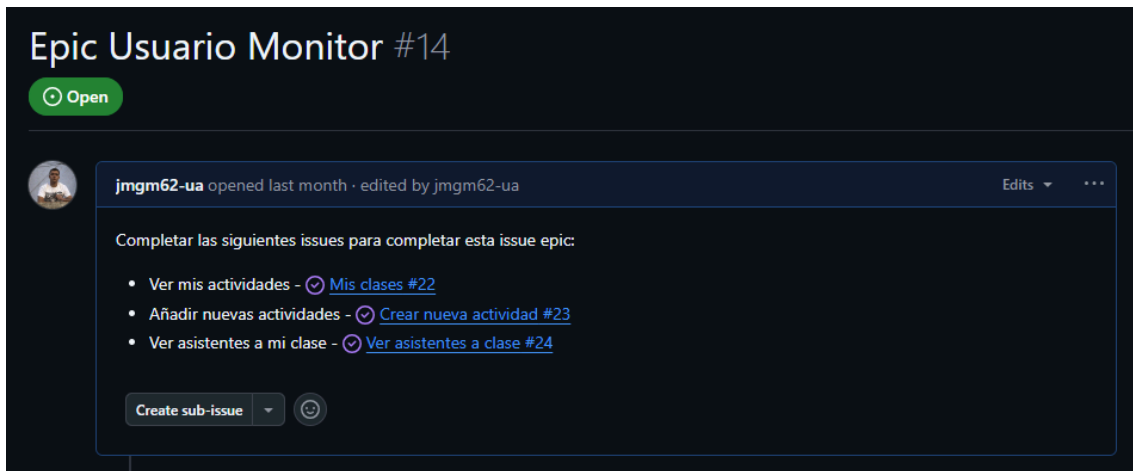 Epic Usuario Monitor #14
Open
jmgm62-ua opened last month · edited by jmgm62-ua Edits
Completar las siguientes issues para completar esta issue epic:
• Ver mis actividades - Mis clases #22
• Añadir nuevas actividades - Crear nueva actividad #23
• Ver asistentes a mi clase - Ver asistentes a clase #24
Create sub-issue